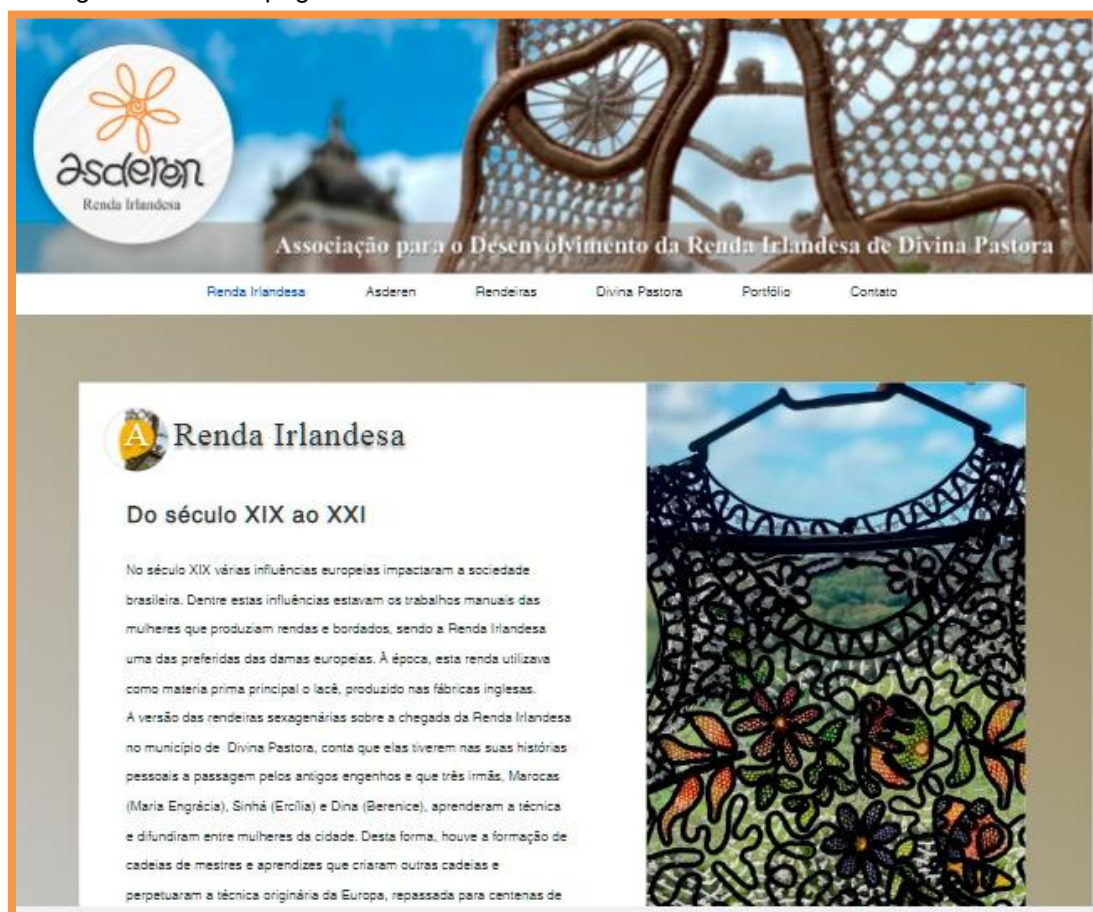 asderen
Renda Irlandesa
Associação para o Desenvolvimento da Renda Irlandesa de Divina Pastora
Renda Irlandesa Asderen Rendeiras Divina Pastora Portfólio Contato
A Renda Irlandesa
Do século XIX ao XXI
No século XIX várias influências europeias impactaram a sociedade
brasileira. Dentre estas influências estavam os trabalhos manuais das
mulheres que produziam rendas e bordados, sendo a Renda Irlandesa
uma das preferidas das damas europeias. À época, esta renda utilizava
como materia prima principal o lacê, produzido nas fábricas inglesas.
A versão das rendeiras sexagenárias sobre a chegada da Renda Irlandesa
no município de Divina Pastora, conta que elas tiverem nas suas histórias
pessoais a passagem pelos antigos engenhos e que três irmãs, Marocas
(Maria Engrácia), Sinhá (Ercília) e Dina (Berenice), aprenderam a técnica
e difundiram entre mulheres da cidade. Desta forma, houve a formação de
cadeias de mestres e aprendizes que criaram outras cadeias e
perpetuaram a técnica originária da Europa, repassada para centenas de